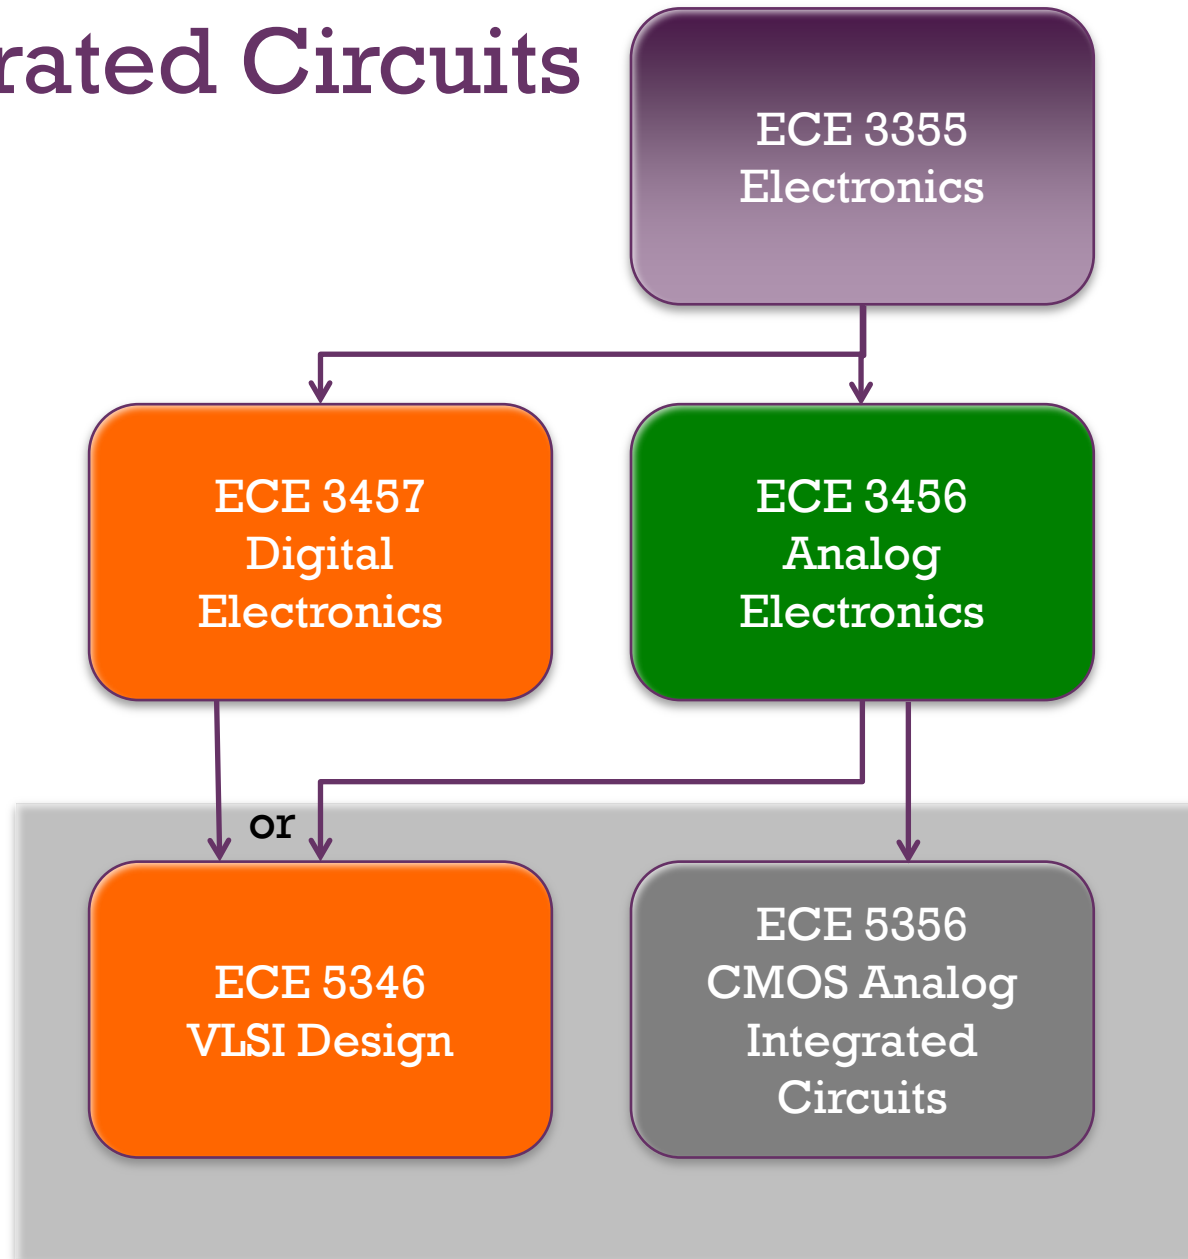 rated Circuits
ECE 3355
Electronics
ECE 3457
Digital
Electronics
ECE 3456
Analog
Electronics
or
ECE 5346
VLSI Design
ECE 5356
CMOS Analog
Integrated
Circuits